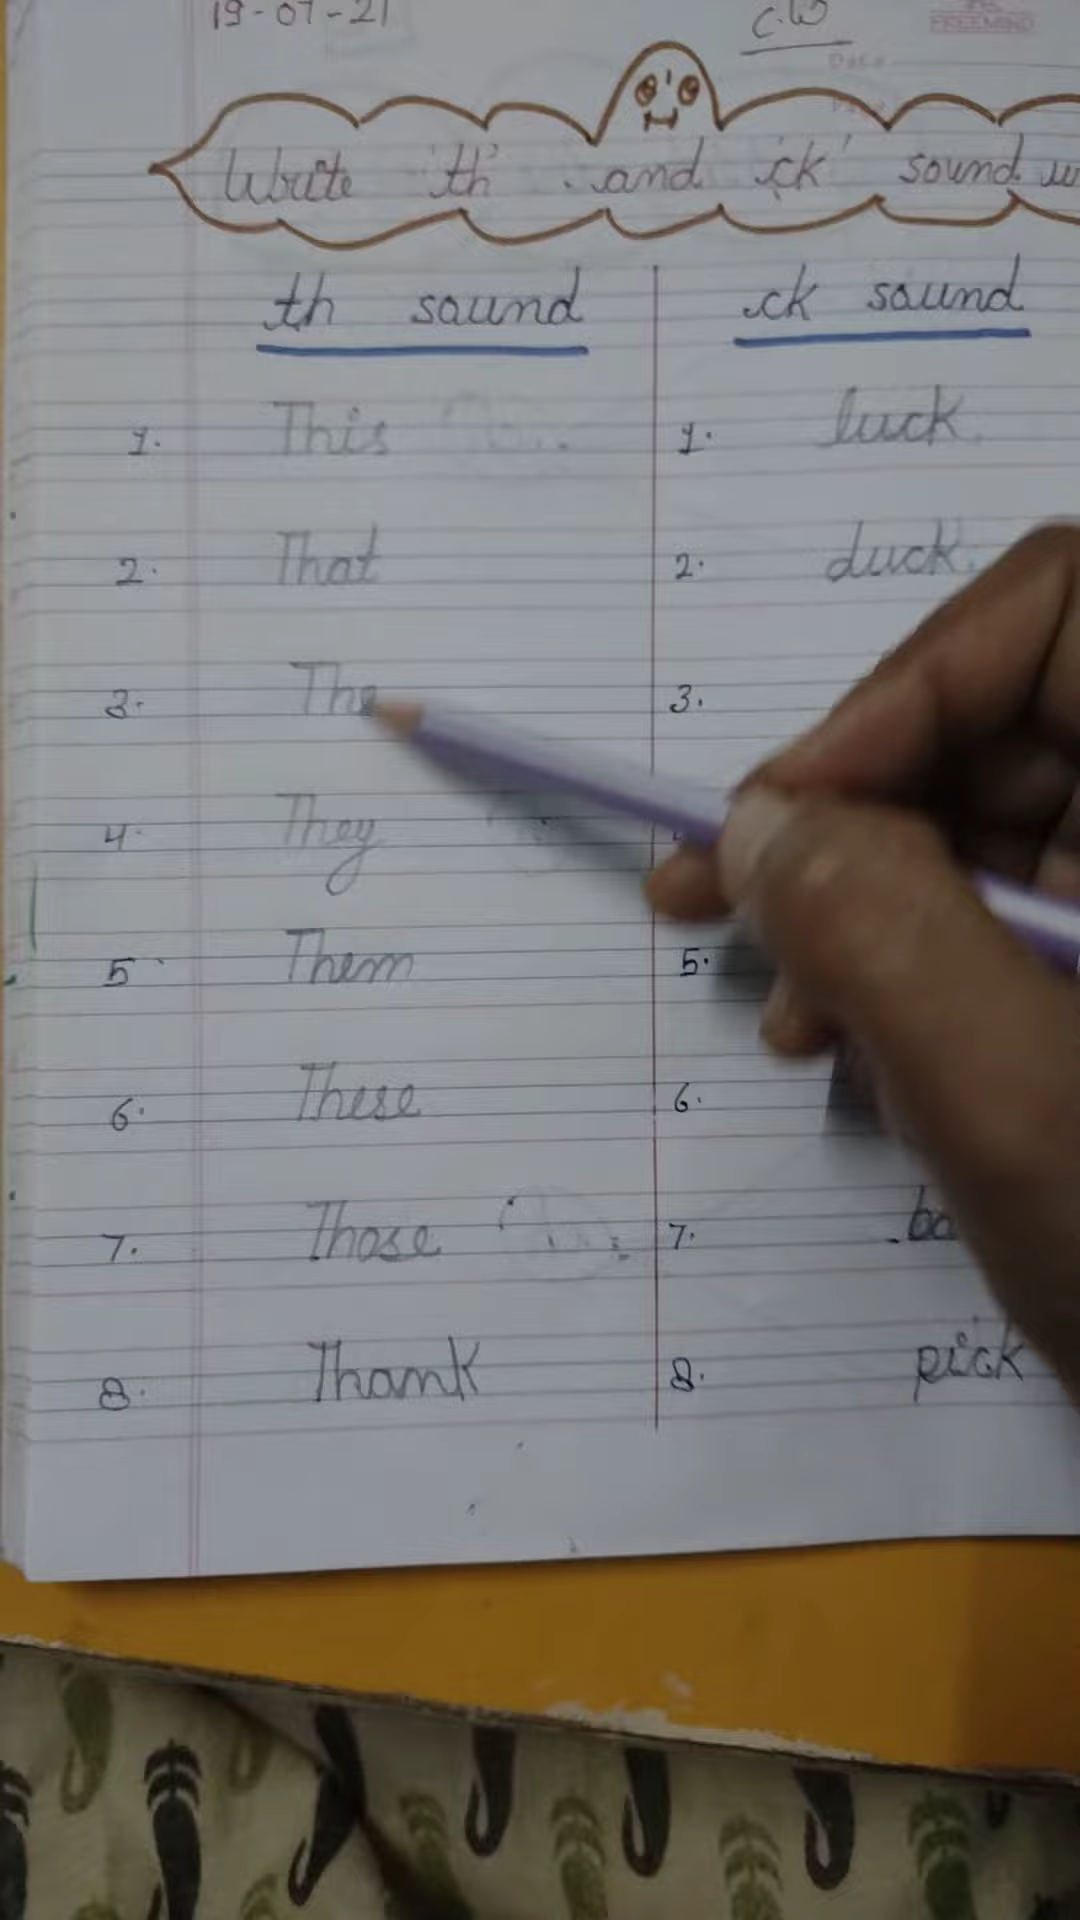 19-07-21 C.W
FREEMIND
Date
Write 'th' and 'ck' sound
th sound ck sound
1. This 1. luck.
2. That 2. duck.
3. The 3.
4. They
5. Them 5.
6. These 6.
7. Those 7.
8. Thank 8. pick